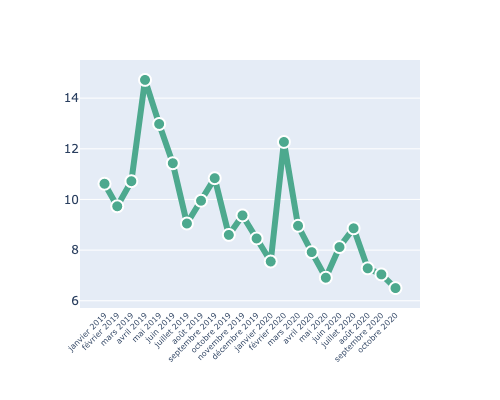 14
12
10
8
6
janvier 2019
février 2019
mars 2019
avril 2019
mai 2019
juin 2019
juillet 2019
août 2019
septembre 2019
octobre 2019
novembre 2019
décembre 2019
janvier 2020
février 2020
mars 2020
avril 2020
mai 2020
juin 2020
juillet 2020
août 2020
septembre 2020
octobre 2020